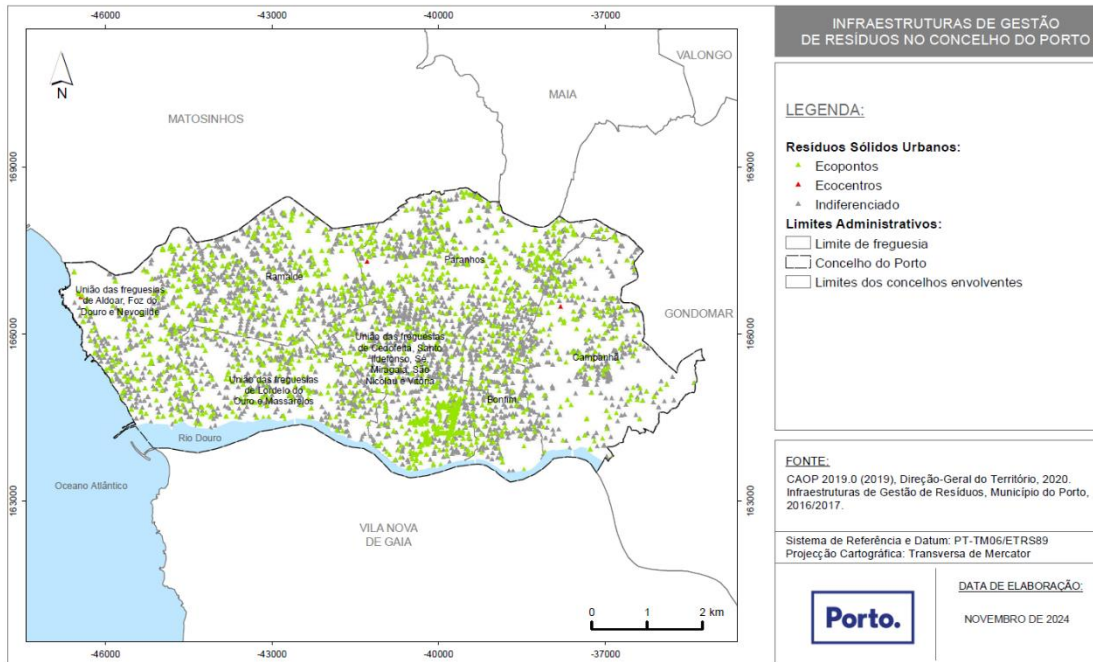 -46000
-43000
-40000
-37000
INFRAESTRUTURAS DE GESTÃO
DE RESÍDUOS NO CONCELHO DO PORTO
N
VALONGO
MAIA
MATOSINHOS
169000
169000
LEGENDA:
Resíduos Sólidos Urbanos:
Ecopontos
Ecocentros
Indiferenciado
Limites Administrativos:
Limite de freguesia
Concelho do Porto
Limites dos concelhos envolventes
Paranhos
Ramalde
União das freguesias
de Aldoar, Foz do
Douro e Nevogilde
GONDOMAR
166000
166000
União das freguesias
de Cedofeita, Santo
Ildefonso, Sé,
Miragaia, São
Nicolau e Vitória
Campanhã
União das freguesias
de Lordelo do
Ouro e Massarelos
Bonfim
Rio Douro
Oceano Atlântico
163000
163000
VILA NOVA
DE GAIA
FONTE:
CAOP 2019.0 (2019), Direção-Geral do Território, 2020.
Infraestruturas de Gestão de Resíduos, Município do Porto,
2016/2017.
Sistema de Referência e Datum: PT-TM06/ETRS89
Projecção Cartográfica: Transversa de Mercator
0 1 2 km
Porto.
DATA DE ELABORAÇÃO:
NOVEMBRO DE 2024
-46000
-43000
-40000
-37000